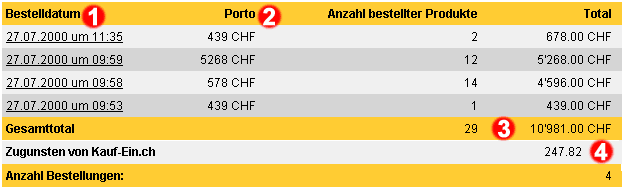 Bestelldatum 1 Porto 2 Anzahl bestellter Produkte Total
27.07.2000 um 11:35 439 CHF 2 678.00 CHF
27.07.2000 um 09:59 5268 CHF 12 5'268.00 CHF
27.07.2000 um 09:58 578 CHF 14 4'596.00 CHF
27.07.2000 um 09:53 439 CHF 1 439.00 CHF
Gesamttotal 29 3 10'981.00 CHF
Zugunsten von Kauf-Ein.ch 247.82 4
Anzahl Bestellungen: 4